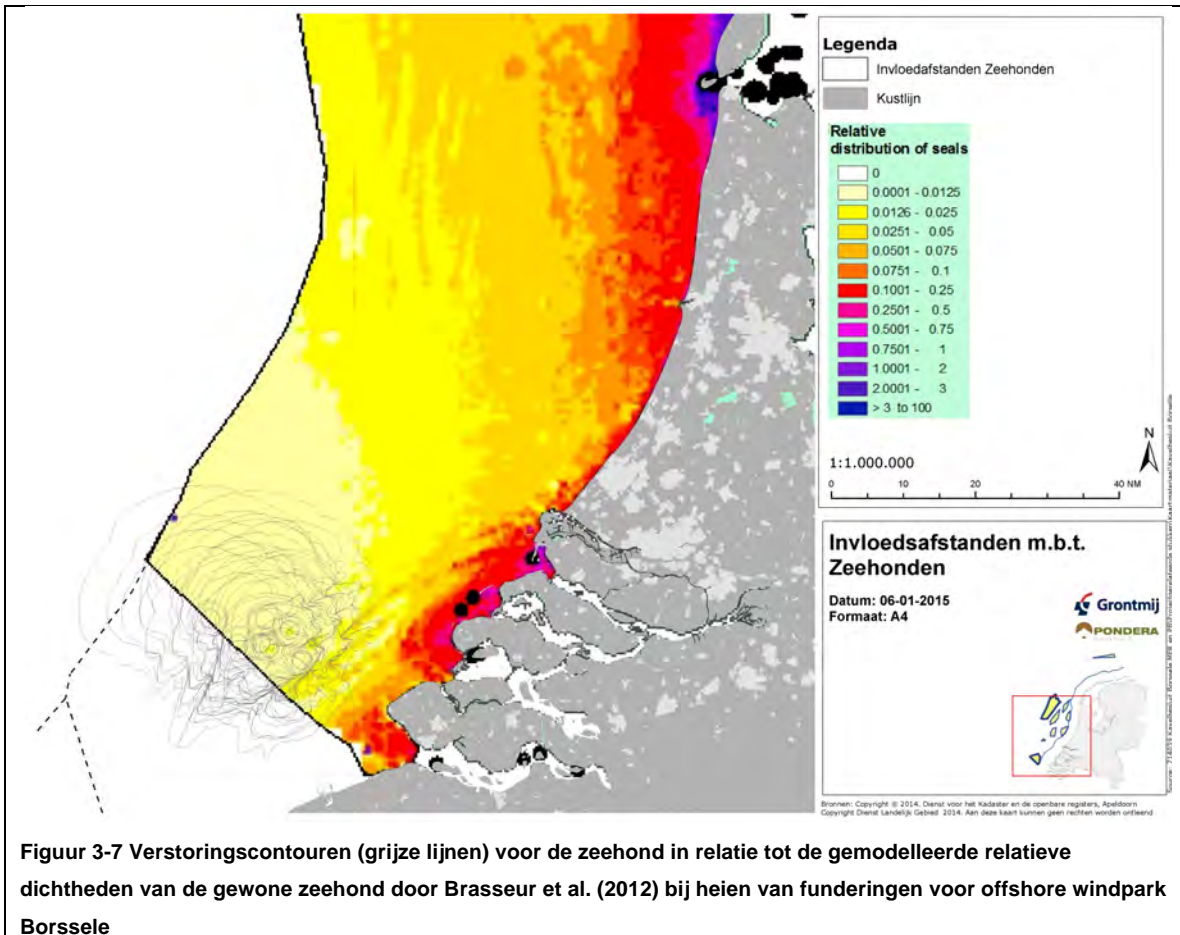 Legenda
Invloedafstanden Zeehonden
Kustlijn
Relative
distribution of seals
0
0.0001 - 0.0125
0.0126 - 0.025
0.0251 - 0.05
0.0501 - 0.075
0.0751 - 0.1
0.1001 - 0.25
0.2501 - 0.5
0.5001 - 0.75
0.7501 - 1
1.0001 - 2
2.0001 - 3
> 3 to 100
N
1:1.000.000
0 10 20 40 NM
Invloedsafstanden m.b.t.
Zeehonden
Datum: 06-01-2015
Formaat: A4
Grontmij
PONDERA
Bronnen: Copyright © 2014, Dienst voor het Kadaster en de openbare registers, Apeldoorn
Copyright Dienst Landelijk Gebied 2014. Aan deze kaart kunnen geen rechten worden ontleend
Figuur 3-7 Verstoringscontouren (grijze lijnen) voor de zeehond in relatie tot de gemodelleerde relatieve
dichtheden van de gewone zeehond door Brasseur et al. (2012) bij heien van funderingen voor offshore windpark
Borssele